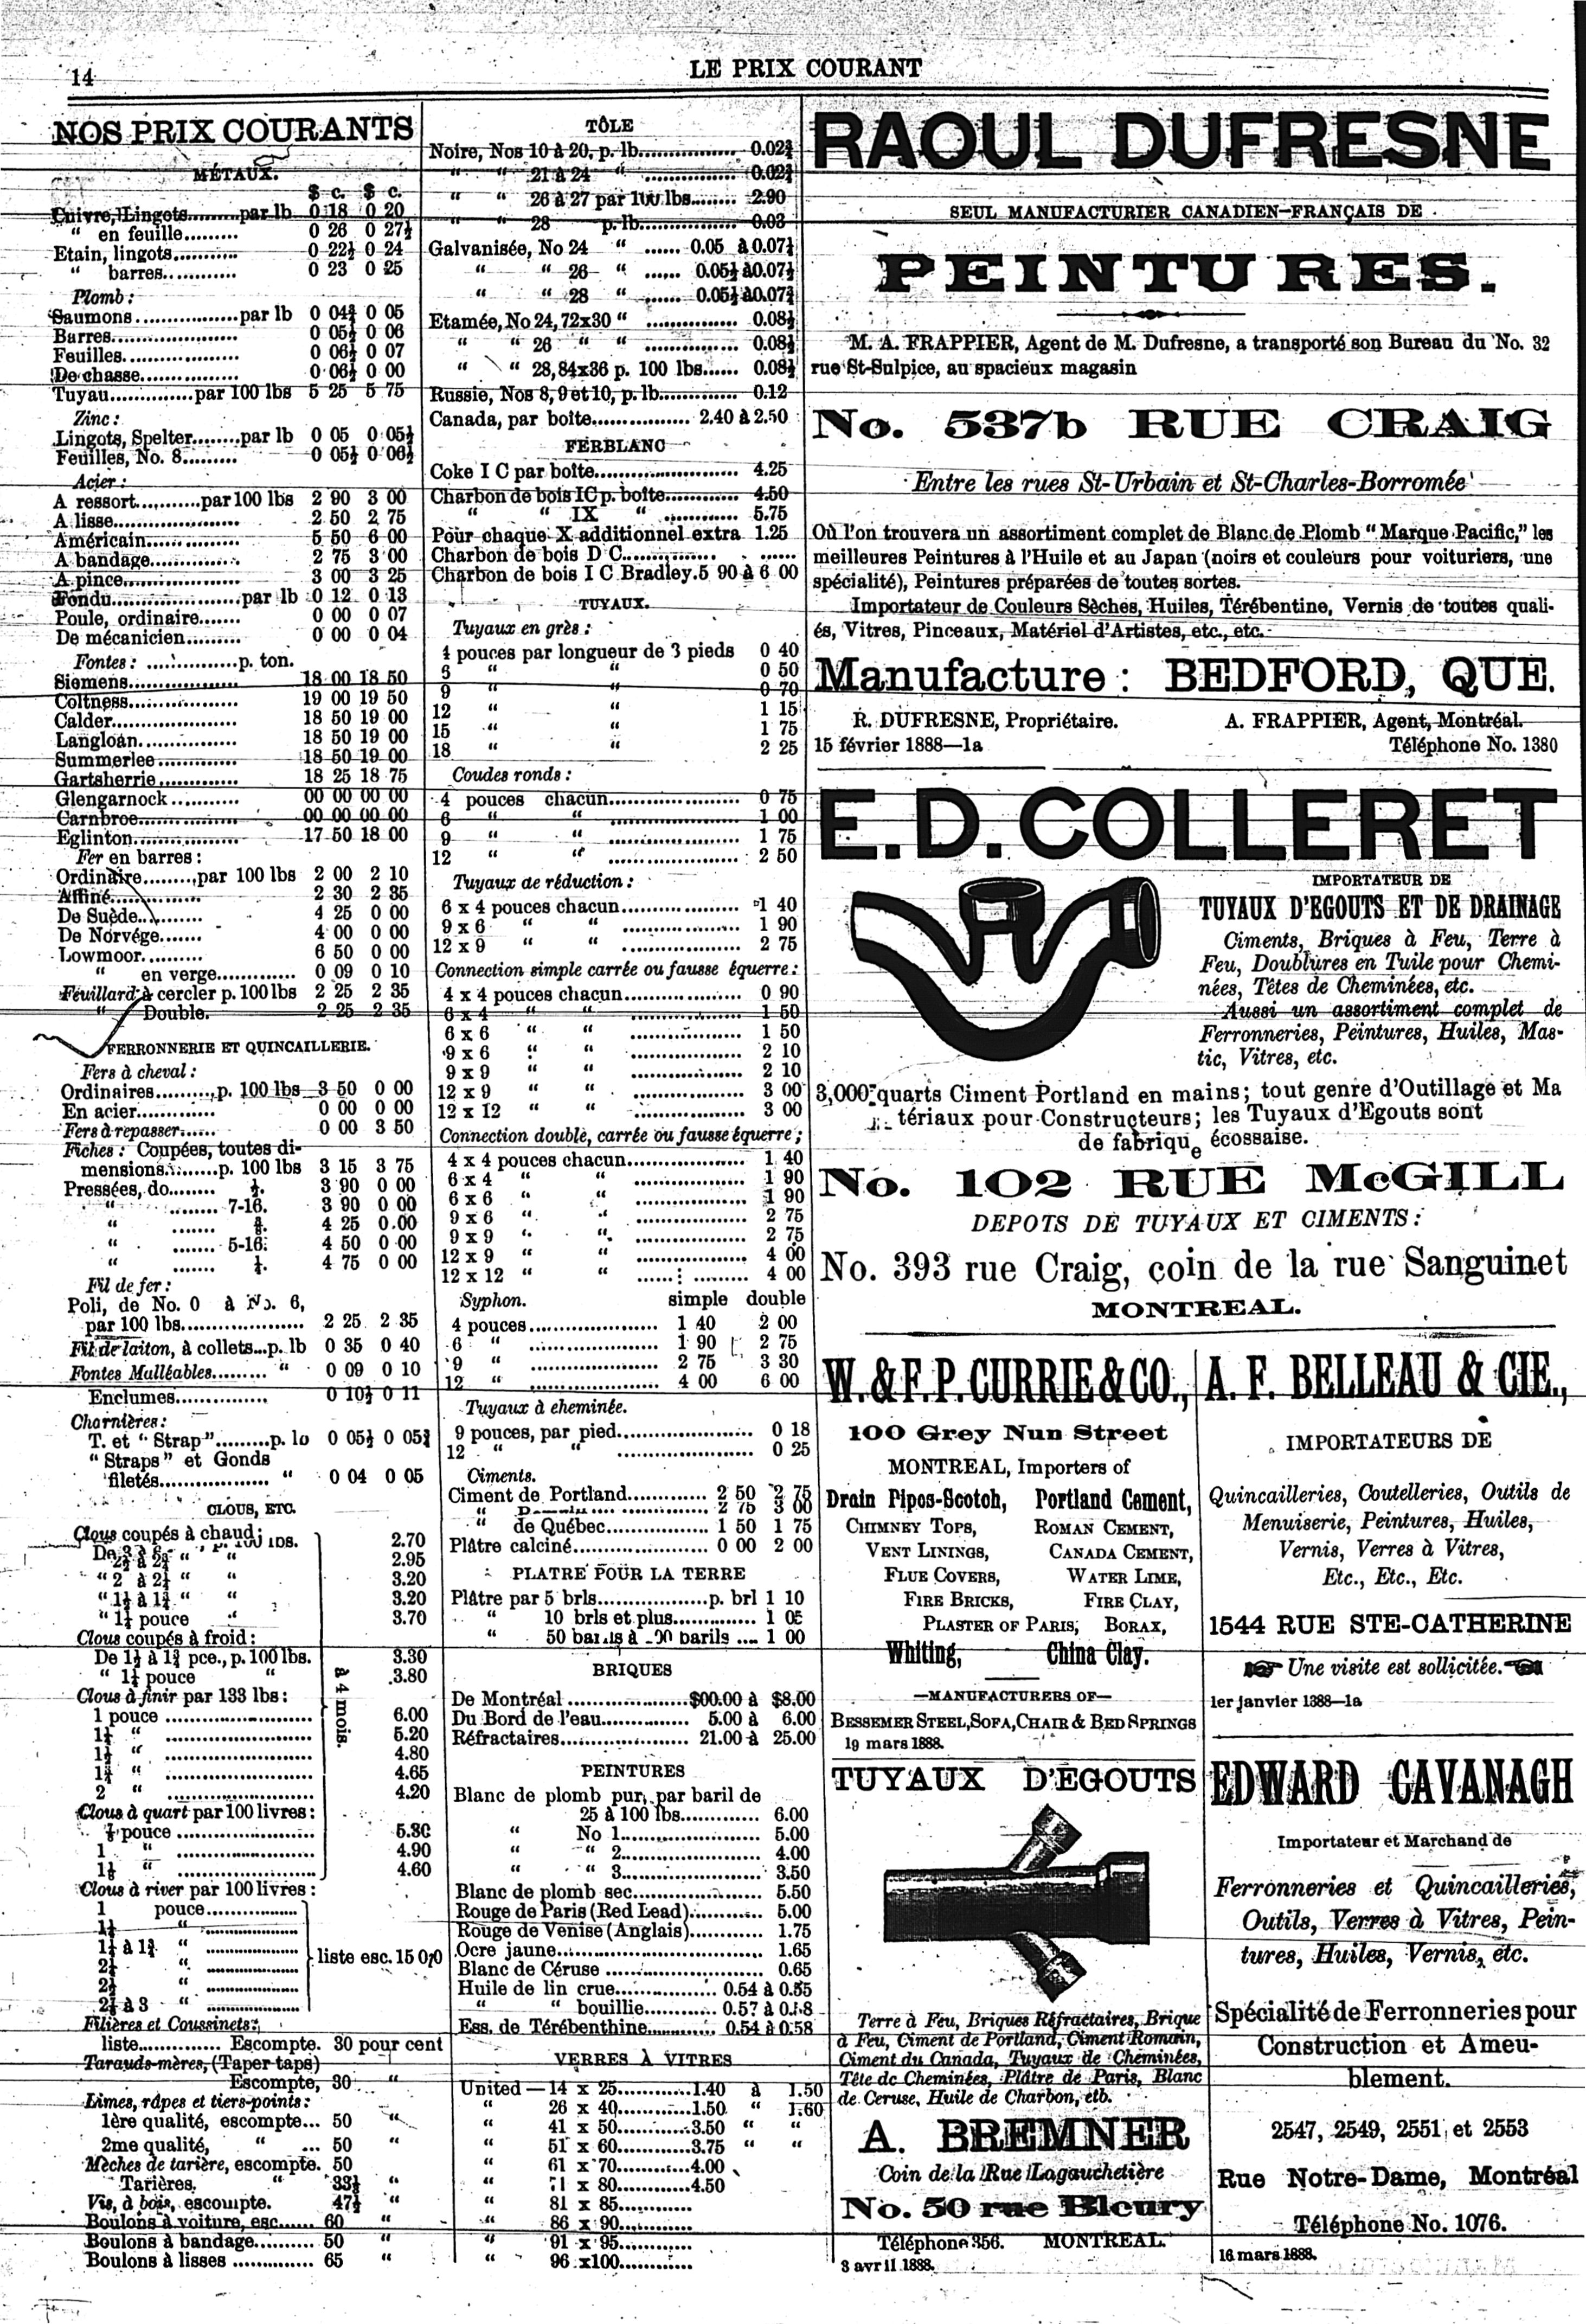 14
LE PRIX COURANT
NOS PRIX COURANTS
MÉTAUX.
$ c. $ c.
Cuivre, Lingots........par lb 0 18 0 20
“ en feuille......... 0 26 0 27½
Etain, lingots........... 0 22½ 0 24
“ barres............ 0 23 0 25
Plomb :
Saumons................par lb 0 04¾ 0 05
Barres.................... 0 05½ 0 06
Feuilles.................. 0 06½ 0 07
De chasse................ 0 06½ 0 00
Tuyau..............par 100 lbs 5 25 5 75
Zinc :
Lingots, Spelter........par lb 0 05 0 05½
Feuilles, No. 8......... 0 05½ 0 06½
Acier :
A ressort..........par 100 lbs 2 90 3 00
A lisse.................... 2 50 2 75
Américain............... 5 50 6 00
A bandage.............. 2 75 3 00
A pince................... 3 00 3 25
Fondu....................par lb 0 12 0 13
Poule, ordinaire....... 0 00 0 07
De mécanicien......... 0 00 0 04
Fontes : ...............p. ton.
Siemens.................. 18 00 18 50
Coltness.................. 19 00 19 50
Calder.................... 18 50 19 00
Langloan................ 18 50 19 00
Summerlee.............. 18 50 19 00
Gartsherrie.............. 18 25 18 75
Glengarnock........... 00 00 00 00
Carnbroe................ 00 00 00 00
Eglinton................. 17 50 18 00
Fer en barres :
Ordinaire.........par 100 lbs 2 00 2 10
Affiné.................... 2 30 2 35
De Suède......... 4 25 0 00
De Norvége....... 4 00 0 00
Lowmoor.......... 6 50 0 00
“ en verge............. 0 09 0 10
Feuillard à cercler p. 100 lbs 2 25 2 35
“ Double. 2 25 2 35
FERRONNERIE ET QUINCAILLERIE.
Fers à cheval :
Ordinaires..........p. 100 lbs 3 50 0 00
En acier............. 0 00 0 00
Fers à repasser...... 0 00 3 50
Fiches : Coupées, toutes di-
mensions........p. 100 lbs 3 15 3 75
Pressées, do........ ½. 3 90 0 00
“ ........ 7-16. 3 90 0 00
“ ....... 4 25 0.00
“ ....... 5-16. 4 50 0 00
“ ....... ¼. 4 75 0 00
Fil de fer :
Poli, de No. 0 à No. 6,
par 100 lbs.................. 2 25 2 35
Fil de laiton, à collets...p. lb 0 35 0 40
Fontes Malléables......... “ 0 09 0 10
Enclumes............... 0 10½ 0 11
Charnières :
T. et “ Strap”.........p. lo 0 05½ 0 05¾
“Straps” et Gonds
filetés.................. “ 0 04 0 05
CLOUS, ETC.
Clous coupés à chaud :
2.70
2.95
“ 2 à 2¼ “ “ 3.20
“ 1½ à 1¾ “ “ 3.20
“ 1¼ pouce “ 3.70
Clous coupés à froid :
De 1½ à 1¾ pce., p. 100 lbs. 3.30
“ 1¼ pouce “ 3.80
à 4 mois.
Clous à finir par 133 lbs :
1 pouce ......................... 6.00
1¼ “ ......................... 5.20
1½ “ ......................... 4.80
1¾ “ ......................... 4.65
2 “ ......................... 4.20
Clous à quart par 100 livres :
pouce ....................... 5.30
1 “ ....................... 4.90
1¼ “ ....................... 4.60
Clous à river par 100 livres :
1 pouce................
1¼ “ ................
1½ à 1¾ “ ................
2¼ “ ................
2½ “ ................
2¾ à 3 “ ................
liste esc. 15 0/0
Filières et Coussinets :
liste.............. Escompte. 30 pour cent
Tarauds-mères, (Taper taps)
Escompte, 30 “
Limes, râpes et tiers-points :
1ère qualité, escompte... 50 “
2me qualité, “ ... 50 “
Mèches de tarière, escompte. 50
Tarières. “ 33⅓ “
Vis, à bois, escompte. 47½ “
Boulons à voiture, esc...... 60 “
Boulons à bandage.......... 50 “
Boulons à lisses .............. 65 “
TÔLE
Noire, Nos 10 à 20, p. lb................ 0.02¾
“ “ 21 à 24 “ ................ 0.02¾
“ “ 26 à 27 par 100 lbs........ 2.90
“ “ 28 p. lb................ 0.03
Galvanisée, No 24 “ ...... 0.05 à 0.07½
“ “ 26 “ ...... 0.05½ à 0.07½
“ “ 28 “ ...... 0.05½ à 0.07¾
Etamée, No 24, 72x30 “ ............... 0.08½
“ “ 26 “ “ ............... 0.08½
“ “ 28, 84x36 p. 100 lbs...... 0.08½
Russie, Nos 8, 9 et 10, p. lb............. 0.12
Canada, par boîte................ 2.40 à 2.50
FERBLANC
Coke I C par boîte........................ 4.25
Charbon de bois IC p. boîte............. 4.50
“ “ IX “ ............ 5.75
Pour chaque X additionnel extra 1.25
Charbon de bois D C............... ......
Charbon de bois I C Bradley. 5 90 à 6 00
TUYAUX.
Tuyaux en grès :
4 pouces par longueur de 3 pieds 0 40
6 “ “ 0 50
9 “ “ 0 70
12 “ “ 1 15
15 “ “ 1 75
18 “ “ 2 25
Coudes ronds :
4 pouces chacun...................... 0 75
6 “ “ ...................... 1 00
9 “ “ ...................... 1 75
12 “ “ ...................... 2 50
Tuyaux de réduction :
6 x 4 pouces chacun.................... 1 40
9 x 6 “ “ .................... 1 90
12 x 9 “ “ .................... 2 75
Connection simple carrée ou fausse équerre :
4 x 4 pouces chacun.................... 0 90
6 x 4 “ “ .................... 1 50
6 x 6 “ “ .................... 1 50
9 x 6 “ “ .................... 2 10
9 x 9 “ “ .................... 2 10
12 x 9 “ “ .................... 3 00
12 x 12 “ “ .................... 3 00
Connection double, carrée ou fausse équerre ;
4 x 4 pouces chacun.................... 1 40
6 x 4 “ “ .................... 1 90
6 x 6 “ “ .................... 1 90
9 x 6 “ “ .................... 2 75
9 x 9 “ “ .................... 2 75
12 x 9 “ “ .................... 4 00
12 x 12 “ “ .................... 4 00
Syphon. simple double
4 pouces...................... 1 40 2 00
6 “ ...................... 1 90 2 75
9 “ ...................... 2 75 3 30
12 “ ...................... 4 00 6 00
Tuyaux à cheminée.
9 pouces, par pied....................... 0 18
12 “ “ ....................... 0 25
Ciments.
Ciment de Portland............ 2 50 2 75
“ ............ 2 75 3 00
“ de Québec................. 1 50 1 75
Plâtre calciné..................... 0 00 2 00
PLATRE POUR LA TERRE
Plâtre par 5 brls...............p. brl 1 10
“ 10 brls et plus............. 1 05
“ 50 barils à barils .... 1 00
BRIQUES
De Montréal .....................$00.00 à $8.00
Du Bord de l'eau............... 5.00 à 6.00
Réfractaires...................... 21.00 à 25.00
PEINTURES
Blanc de plomb pur, par baril de
25 à 100 lbs............... 6.00
“ No 1........................ 5.00
“ “ 2........................ 4.00
“ “ 3........................ 3.50
Blanc de plomb sec...................... 5.50
Rouge de Paris (Red Lead)............. 5.00
Rouge de Venise (Anglais)............. 1.75
Ocre jaune................................... 1.65
Blanc de Céruse .......................... 0.65
Huile de lin crue................. 0.54 à 0.55
“ “ bouillie............ 0.57 à 0.58
Ess. de Térébenthine........... 0.54 à 0.58
VERRES À VITRES
United — 14 x 25............1.40 à 1.50
“ 26 x 40............1.50 “ 1.60
“ 41 x 50............3.50 “ “
“ 51 x 60............3.75 “ “
“ 61 x 70............4.00
“ 71 x 80............4.50
“ 81 x 85............
“ 86 x 90............
“ 91 x 95............
“ 96 x100............
RAOUL DUFRESNE
SEUL MANUFACTURIER CANADIEN-FRANÇAIS DE
PEINTURES.
M. A. FRAPPIER, Agent de M. Dufresne, a transporté son Bureau du No. 32
rue St-Sulpice, au spacieux magasin
No. 537b RUE CRAIG
Entre les rues St-Urbain et St-Charles-Borromée
Où l'on trouvera un assortiment complet de Blanc de Plomb “Marque Pacific,” les
meilleures Peintures à l'Huile et au Japan (noirs et couleurs pour voituriers, une
spécialité), Peintures préparées de toutes sortes.
Importateur de Couleurs Sèches, Huiles, Térébentine, Vernis de toutes quali-
és, Vitres, Pinceaux, Matériel d'Artistes, etc., etc.
Manufacture : BEDFORD, QUE.
R. DUFRESNE, Propriétaire. A. FRAPPIER, Agent, Montréal.
15 février 1888—1a Téléphone No. 1380
E. D. COLLERET
IMPORTATEUR DE
TUYAUX D'EGOUTS ET DE DRAINAGE
Ciments, Briques à Feu, Terre à
Feu, Doublures en Tuile pour Chemi-
nées, Têtes de Cheminées, etc.
Aussi un assortiment complet de
Ferronneries, Peintures, Huiles, Mas-
tic, Vitres, etc.
3,000 quarts Ciment Portland en mains; tout genre d'Outillage et Ma
tériaux pour Constructeurs; les Tuyaux d'Egouts sont
de fabrique écossaise.
No. 102 RUE McGILL
DEPOTS DE TUYAUX ET CIMENTS :
No. 393 rue Craig, coin de la rue Sanguinet
MONTREAL.
W. & F. P. CURRIE & CO.,
100 Grey Nun Street
MONTREAL, Importers of
Drain Pipes-Scotch, Portland Cement,
CHIMNEY TOPS, ROMAN CEMENT,
VENT LININGS, CANADA CEMENT,
FLUE COVERS, WATER LIME,
FIRE BRICKS, FIRE CLAY,
PLASTER OF PARIS, BORAX,
Whiting, China Clay.
—MANUFACTURERS OF—
BESSEMER STEEL, SOFA, CHAIR & BED SPRINGS
19 mars 1888.
A. F. BELLEAU & CIE.,
IMPORTATEURS DE
Quincailleries, Coutelleries, Outils de
Menuiserie, Peintures, Huiles,
Vernis, Verres à Vitres,
Etc., Etc., Etc.
1544 RUE STE-CATHERINE
Une visite est sollicitée.
1er janvier 1388—1a
TUYAUX D'ÉGOUTS
Terre à Feu, Briques Réfractaires, Brique
à Feu, Ciment de Portland, Ciment Romain,
Ciment du Canada, Tuyaux de Cheminées,
Tête de Cheminées, Plâtre de Paris, Blanc
de Ceruse, Huile de Charbon, etb.
A. BREMNER
Coin de la Rue Lagauchetière
No. 50 rue Bleury
Téléphone 356. MONTREAL.
3 avril 1888.
EDWARD CAVANAGH
Importateur et Marchand de
Ferronneries et Quincailleries,
Outils, Verres à Vitres, Pein-
tures, Huiles, Vernis, etc.
Spécialité de Ferronneries pour
Construction et Ameu-
blement.
2547, 2549, 2551, et 2553
Rue Notre-Dame, Montréal
Téléphone No. 1076.
16 mars 1888.